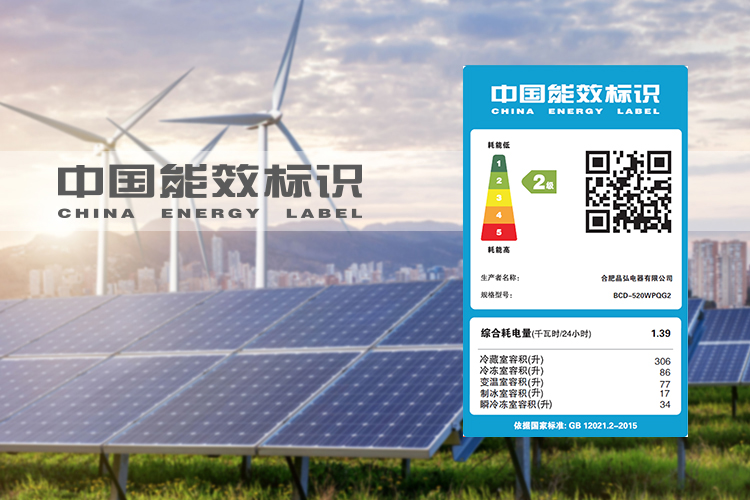 中国能效标识
CHINA ENERGY LABEL
中国能效标识
CHINA ENERGY LABEL
耗能低
1
2
3
4
5
2级
耗能高
生产者名称: 合肥晶弘电器有限公司
规格型号: BCD-520WPQG2
综合耗电量(千瓦时/24小时) 1.39
冷藏室容积(升) 306
冷冻室容积(升) 86
变温室容积(升) 77
制冰室容积(升) 17
瞬冷冻室容积(升) 34
依据国家标准: GB 12021.2-2015